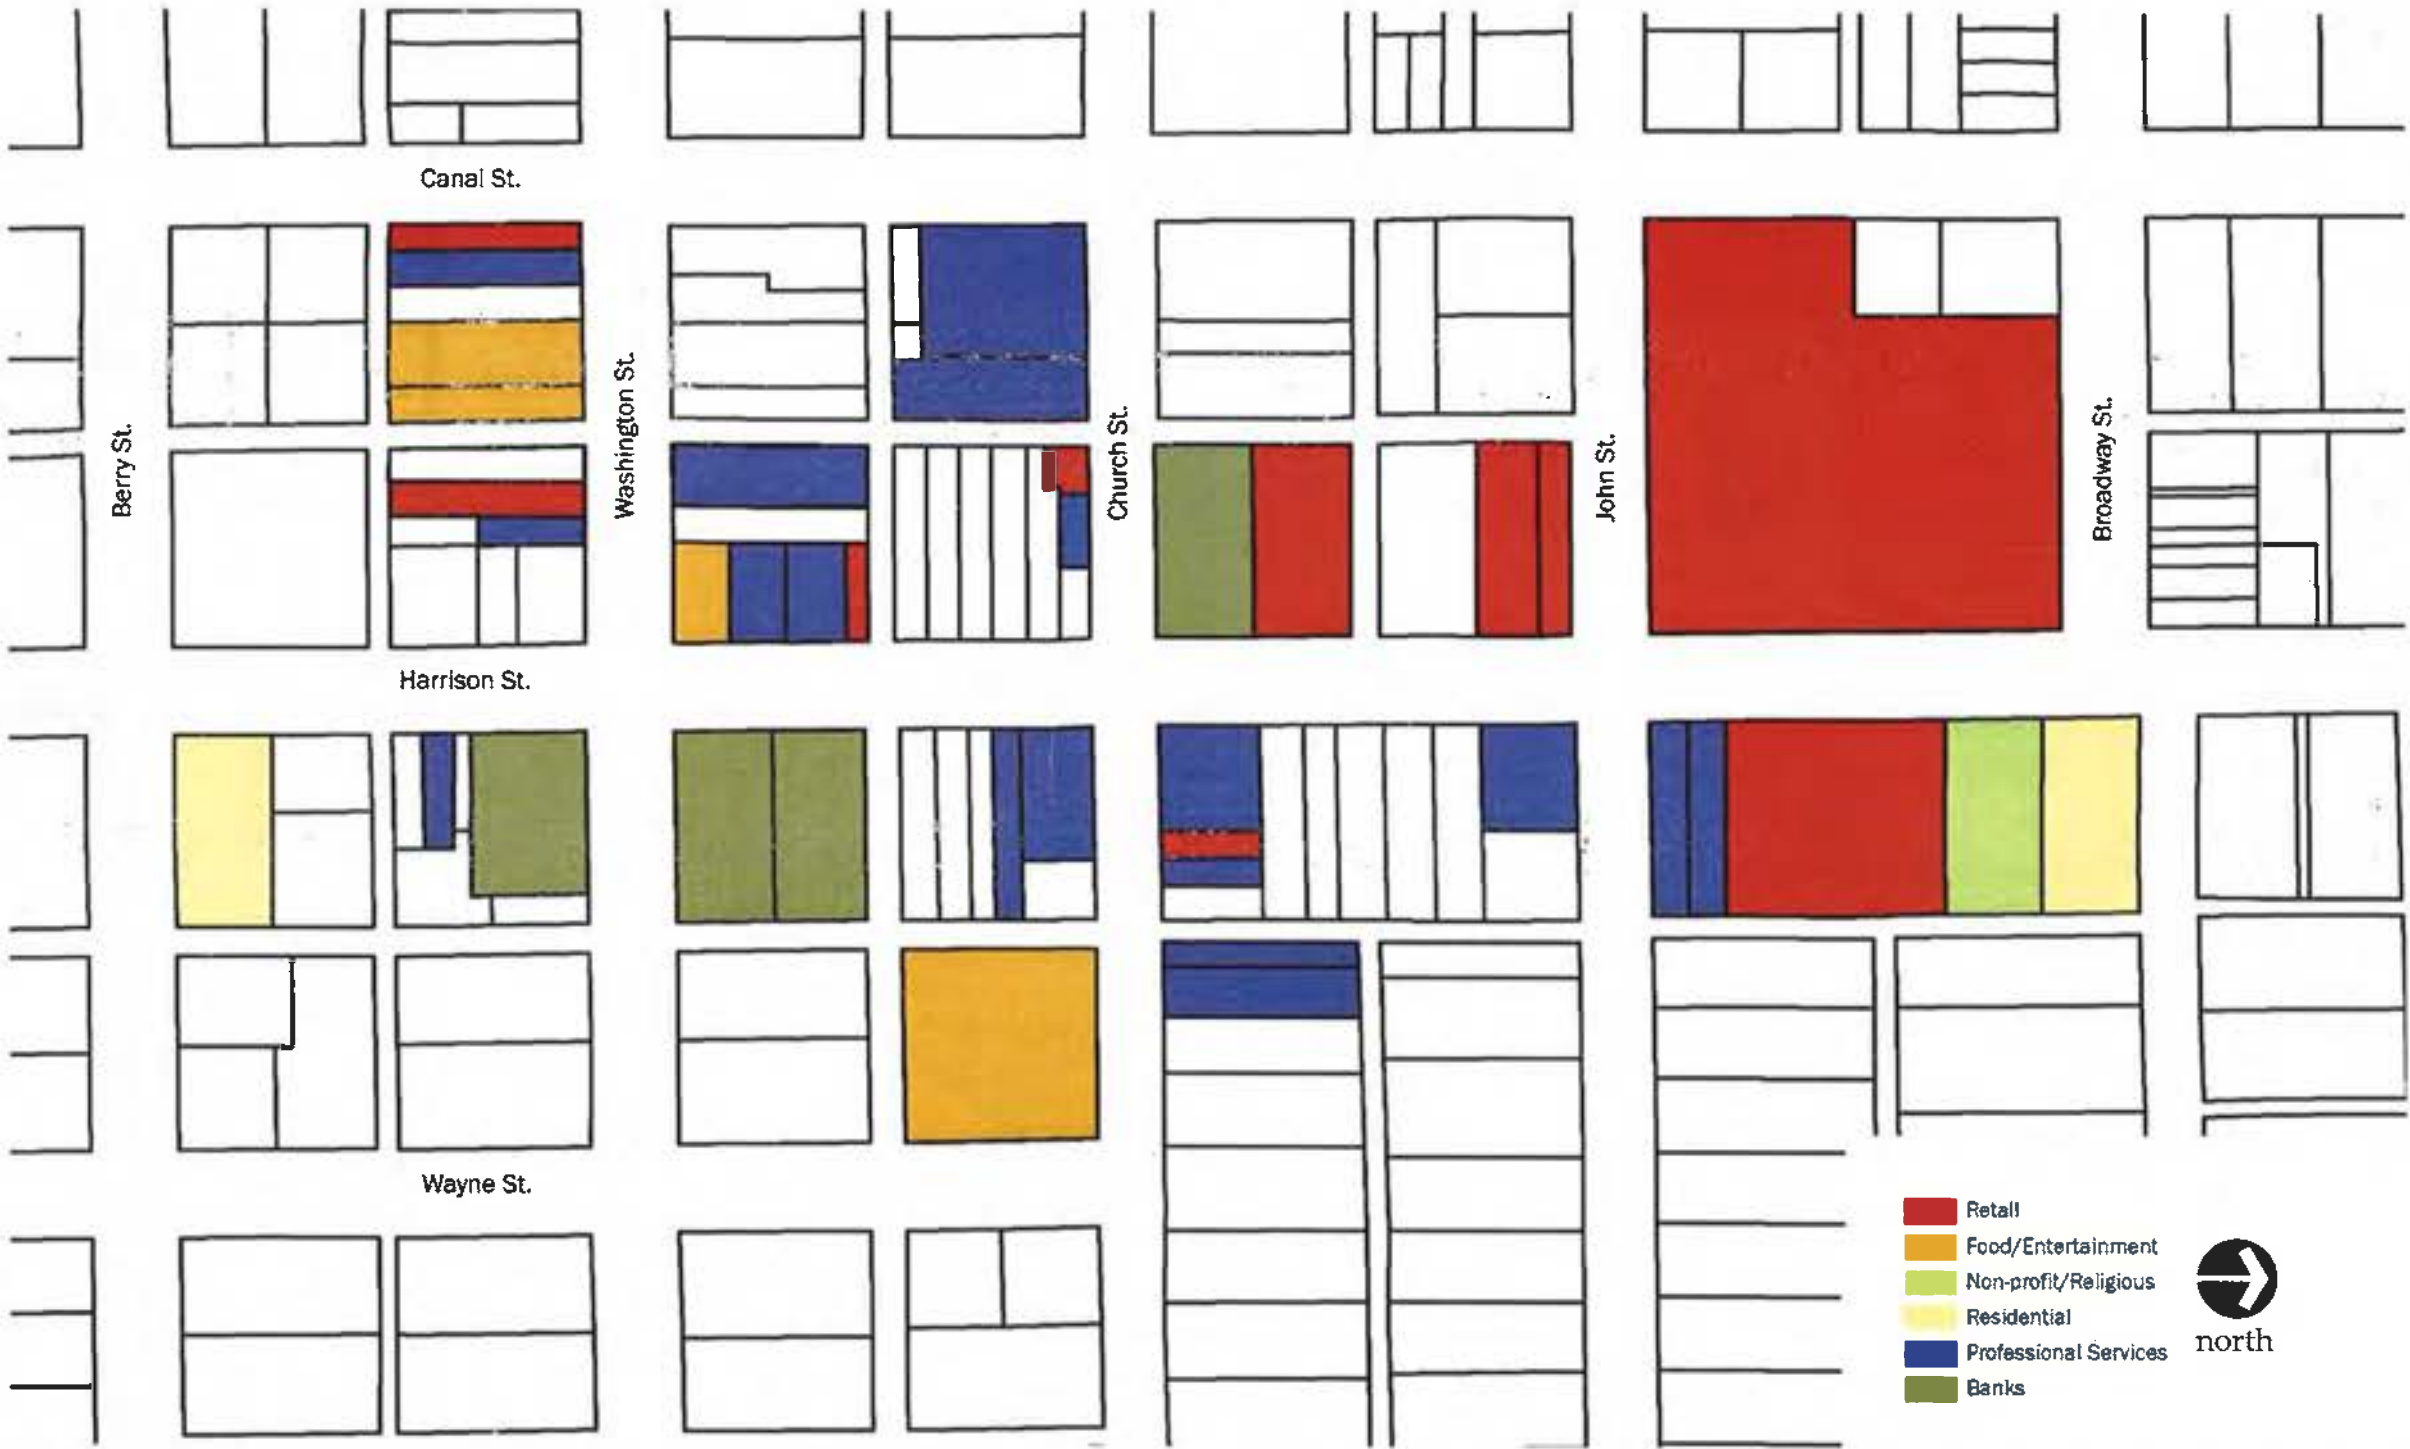 Canal St.
Berry St.
Washington St.
Church St.
John St.
Broadway St.
Harrison St.
Wayne St.
Retail
Food/Entertainment
Non-profit/Religious
Residential
Professional Services
Banks
north